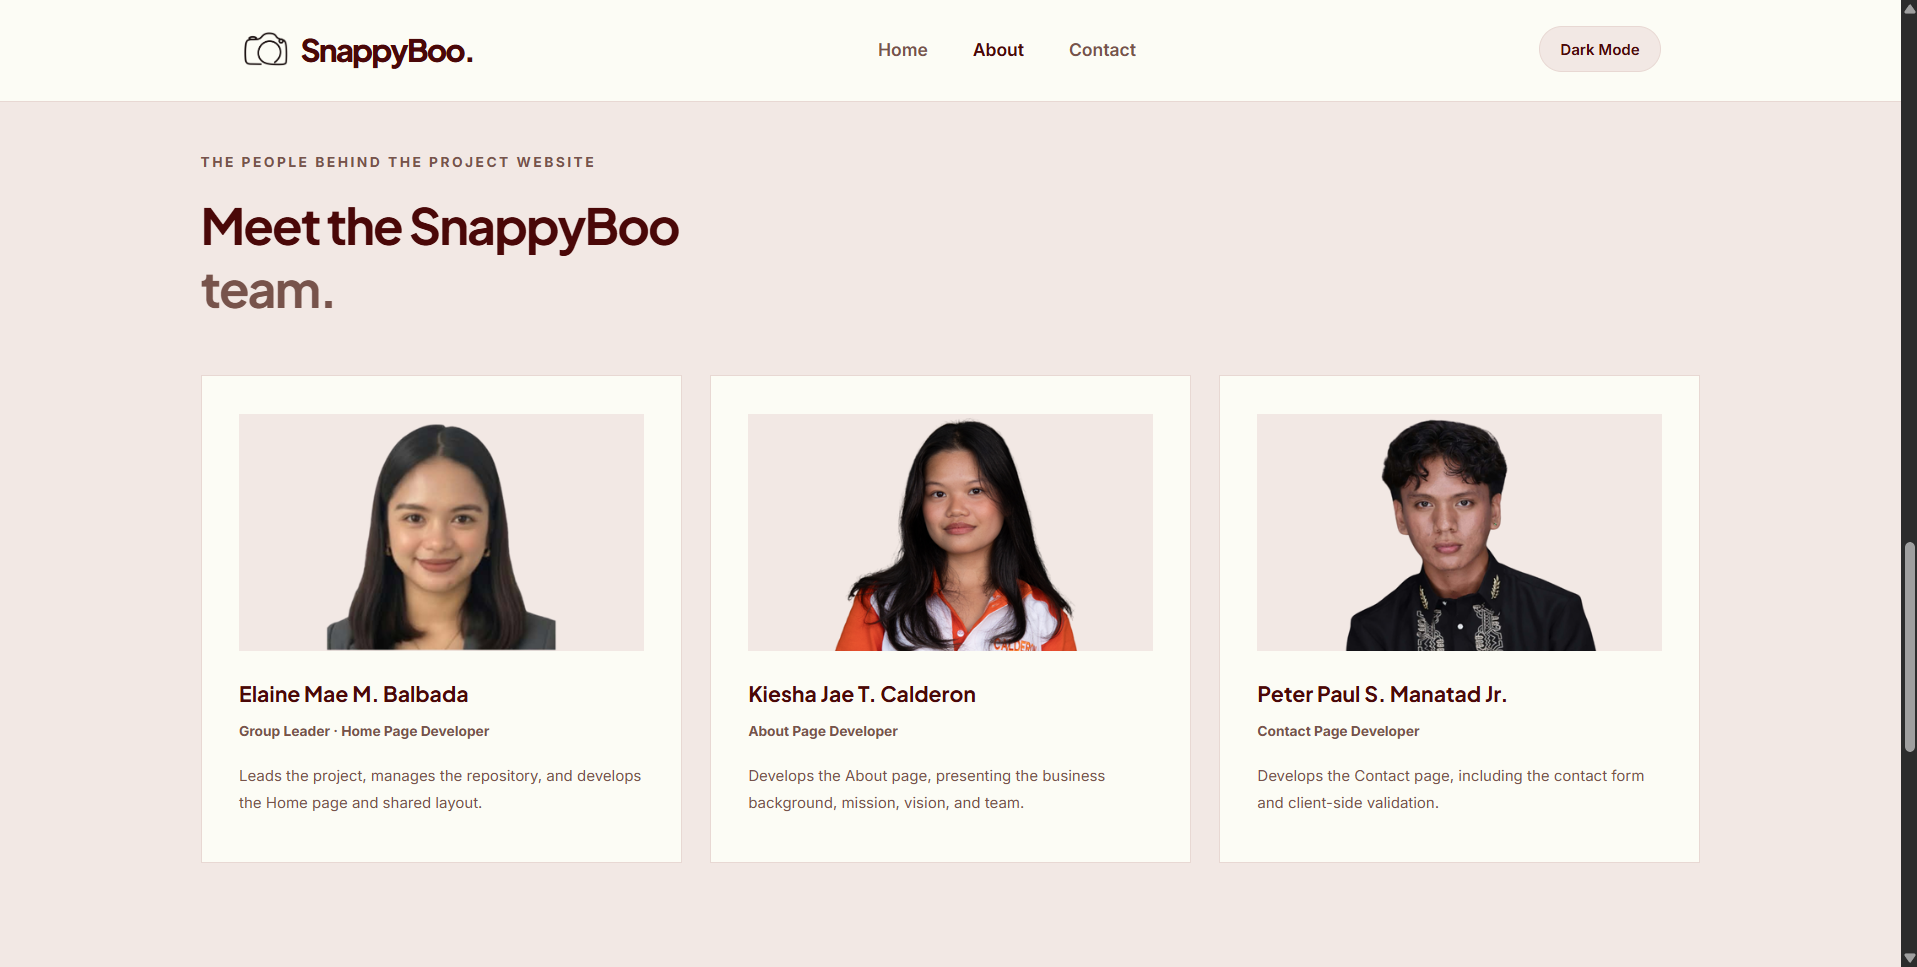 SnappyBoo.
Home
About
Contact
Dark Mode
THE PEOPLE BEHIND THE PROJECT WEBSITE
Meet the SnappyBoo
team.
CALDER
Elaine Mae M. Balbada
Group Leader · Home Page Developer
Leads the project, manages the repository, and develops
the Home page and shared layout.
Kiesha Jae T. Calderon
About Page Developer
Develops the About page, presenting the business
background, mission, vision, and team.
Peter Paul S. Manatad Jr.
Contact Page Developer
Develops the Contact page, including the contact form
and client-side validation.